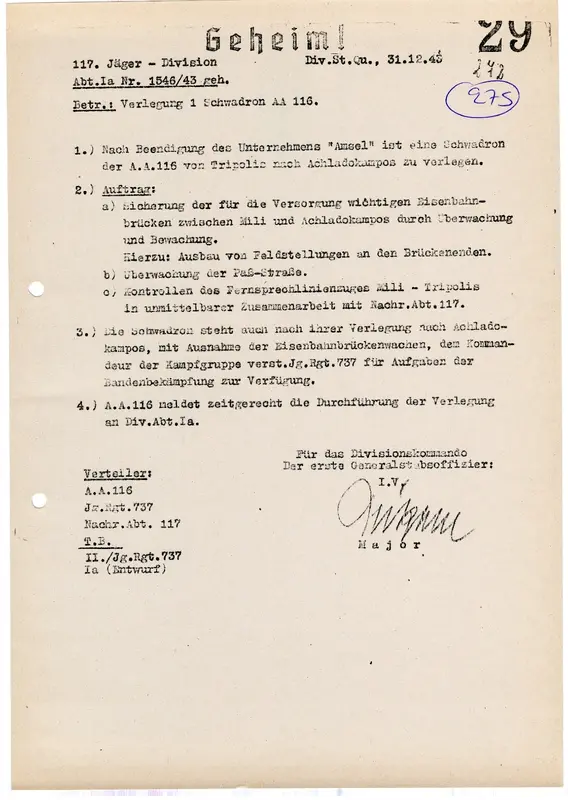 Geheim!
29
117. Jäger - Division
Div.St.Qu., 31.12.43
Abt.Ia Nr. 1546/43 geh.
272
275
Betr.: Verlegung 1 Schwadron AA 116.
1.) Nach Beendigung des Unternehmens "Amsel" ist eine Schwadron
der A.A.116 von Tripolis nach Achladokampos zu verlegen.
2.) Auftrag:
a) Sicherung der für die Versorgung wichtigen Eisenbahn-
brücken zwischen Mili und Achladokampos durch Überwachung
und Bewachung.
Hierzu: Ausbau von Feldstellungen an den Brückenenden.
b) Überwachung der Paß-Straße.
c) Kontrollen des Fernsprechlinienzuges Mili - Tripolis
in unmittelbarer Zusammenarbeit mit Nachr.Abt.117.
3.) Die Schwadron steht auch nach ihrer Verlegung nach Achlado-
kampos, mit Ausnahme der Eisenbahnbrückenwachen, dem Komman-
deur der Kampfgruppe verst.Jg.Rgt.737 für Aufgaben der
Bandenbekämpfung zur Verfügung.
4.) A.A.116 meldet zeitgerecht die Durchführung der Verlegung
an Div.Abt.Ia.
Für das Divisionskommando
Der erste Generalstabsoffizier:
I.V.
Major
Verteiler:
A.A.116
Jg.Rgt.737
Nachr.Abt. 117
T.B.
II./Jg.Rgt.737
Ia (Entwurf)